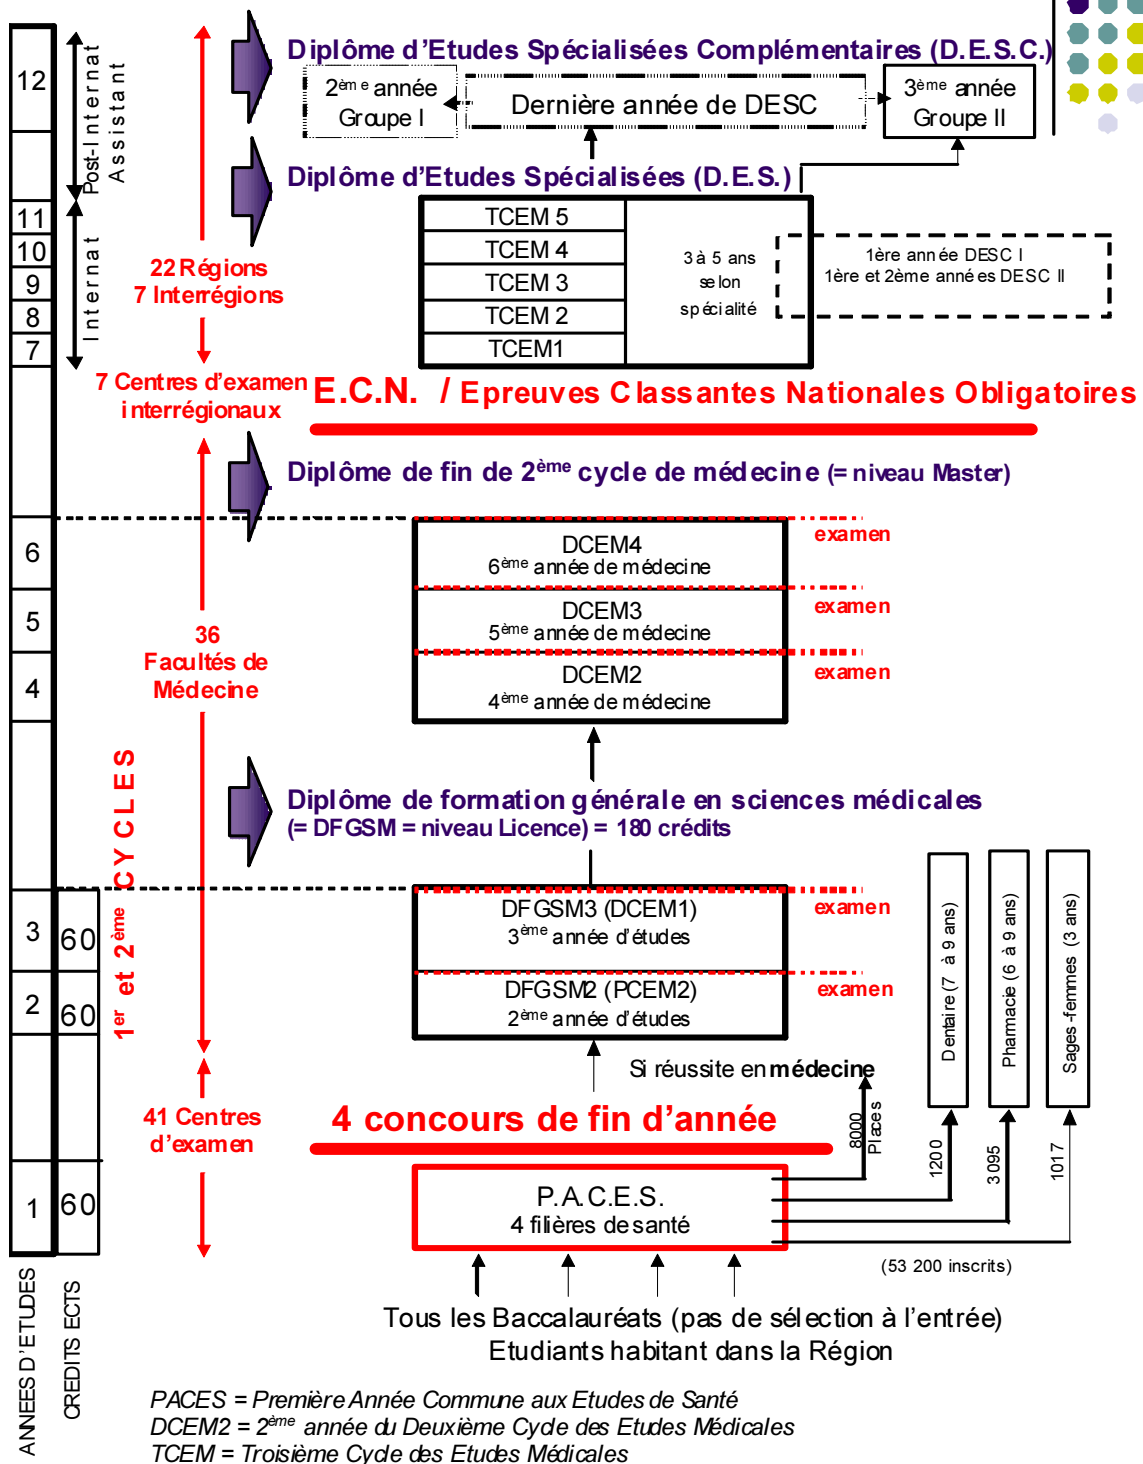 Diplôme d'Etudes Spécialisées Complémentaires (D.E.S.C.)
2ème année
Groupe I
Dernière année de DESC
3ème année
Groupe II
12
Post-Internat
Assistant
Diplôme d'Etudes Spécialisées (D.E.S.)
11
10
9
8
7
Internat
22 Régions
7 Interrégions
TCEM 5
TCEM 4
TCEM 3
TCEM 2
TCEM1
3 à 5 ans
selon
spécialité
1ère année DESC I
1ère et 2ème années DESC II
7 Centres d'examen
interrégionaux
E.C.N. / Epreuves Classantes Nationales Obligatoires
Diplôme de fin de 2ème cycle de médecine (= niveau Master)
6
5
4
36
Facultés de
Médecine
DCEM4
6ème année de médecine
examen
DCEM3
5ème année de médecine
examen
DCEM2
4ème année de médecine
examen
1er et 2ème CYCLES
Diplôme de formation générale en sciences médicales
(= DFGSM = niveau Licence) = 180 crédits
3
60
2
60
DFGSM3 (DCEM1)
3ème année d'études
examen
DFGSM2 (PCEM2)
2ème année d'études
examen
Dentaire (7 à 9 ans)
Pharmacie (6 à 9 ans)
Sages-femmes (3 ans)
Si réussite en médecine
41 Centres
d'examen
4 concours de fin d'année
8000
Places
1200
3095
1017
1
60
P.A.C.E.S.
4 filières de santé
(53 200 inscrits)
ANNEES D'ETUDES
CREDITS ECTS
Tous les Baccalauréats (pas de sélection à l'entrée)
Etudiants habitant dans la Région
PACES = Première Année Commune aux Etudes de Santé
DCEM2 = 2ème année du Deuxième Cycle des Etudes Médicales
TCEM = Troisième Cycle des Etudes Médicales